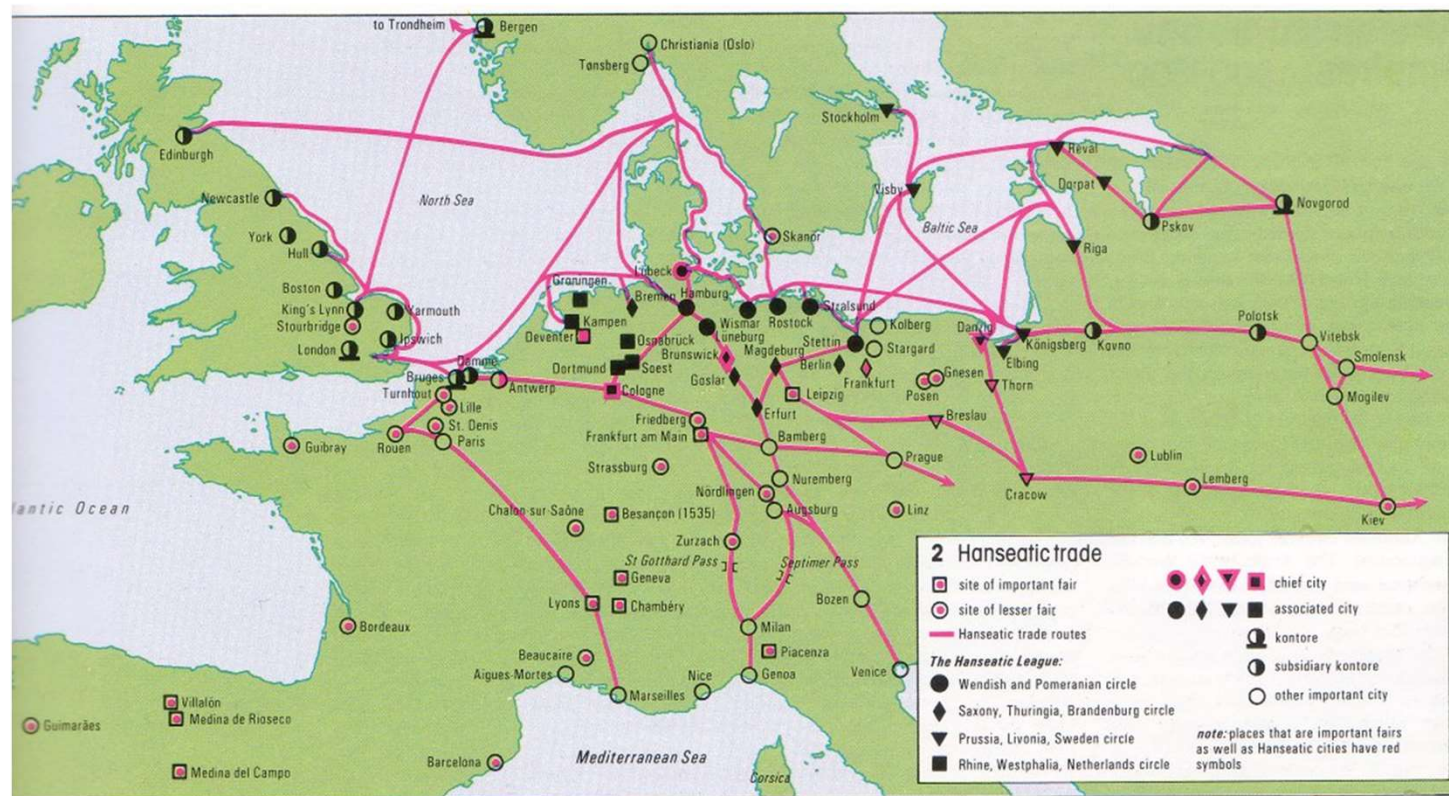 to Trondheim
Bergen
Christiania (Oslo)
Tønsberg
Stockholm
Edinburgh
Reval
Dorpat
Visby
Newcastle
North Sea
Novgorod
Pskov
York
Baltic Sea
Skanör
Hull
Riga
Lübeck
Groningen
Boston
Bremen
Hamburg
King's Lynn
Yarmouth
Stralsund
Wismar
Rostock
Kolberg
Polotsk
Stourbridge
Kampen
Lüneburg
Danzig
Königsberg
Kovno
Vitebsk
Deventer
Ipswich
Osnabrück
Stettin
Stargard
London
Brunswick
Magdeburg
Elbing
Smolensk
Damme
Soest
Berlin
Dortmund
Goslar
Frankfurt
Gnesen
Bruges
Antwerp
Cologne
Thorn
Turnhout
Leipzig
Posen
Mogilev
Lille
Erfurt
Breslau
Friedberg
St. Denis
Frankfurt am Main
Bamberg
Guibray
Rouen
Paris
Prague
Lublin
Strassburg
Nuremberg
Lemberg
Nördlingen
Cracow
lantic Ocean
Chalon-sur-Saône
Besançon (1535)
Augsburg
Linz
Kiev
Zurzach
St Gotthard Pass
Septimer Pass
Geneva
Lyons
Chambéry
Bozen
Bordeaux
Milan
Beaucaire
Piacenza
Aigues-Mortes
Nice
Genoa
Venice
Marseilles
Villalón
Guimarães
Medina de Rioseco
Mediterranean Sea
Barcelona
Medina del Campo
Corsica
2 Hanseatic trade
site of important fair
site of lesser fair
Hanseatic trade routes
The Hanseatic League:
Wendish and Pomeranian circle
Saxony, Thuringia, Brandenburg circle
Prussia, Livonia, Sweden circle
Rhine, Westphalia, Netherlands circle
chief city
associated city
kontore
subsidiary kontore
other important city
note: places that are important fairs
as well as Hanseatic cities have red
symbols